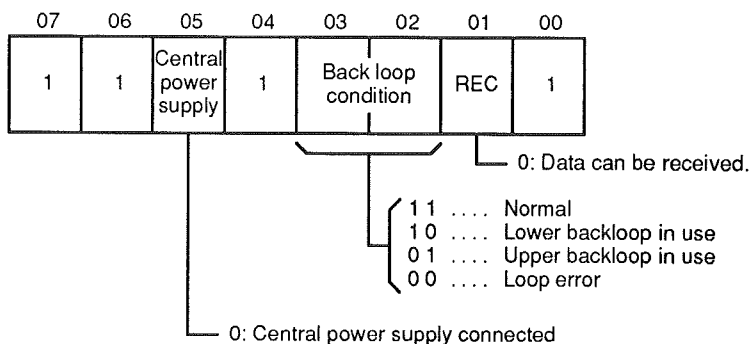 07 06 05 04 03 02 01 00
1 1 Central power supply 1 Back loop condition REC 1
0: Data can be received.
1 1 .... Normal
1 0 .... Lower backloop in use
0 1 .... Upper backloop in use
0 0 .... Loop error
0: Central power supply connected